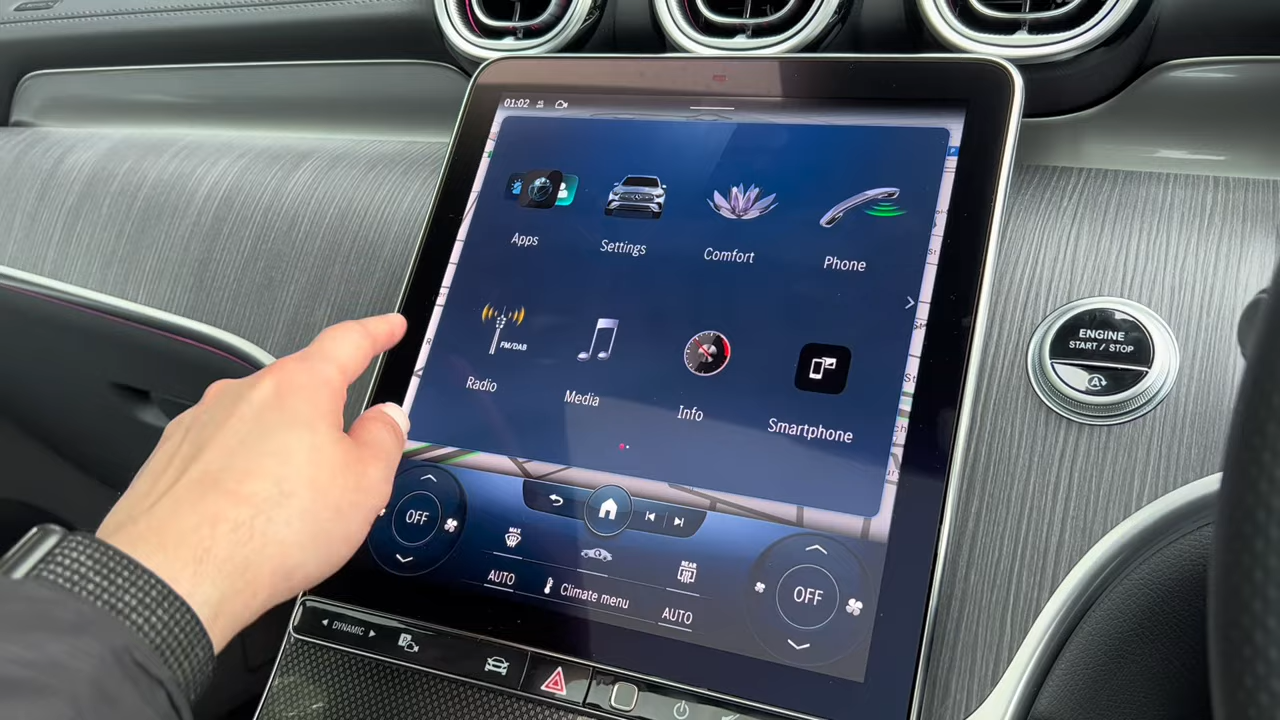 01:02
Apps
Settings
Comfort
Phone
FM/DAB
Radio
Media
Info
Smartphone
ENGINE
START / STOP
A
OFF
MAX
REAR
AUTO
Climate menu
AUTO
OFF
DYNAMIC